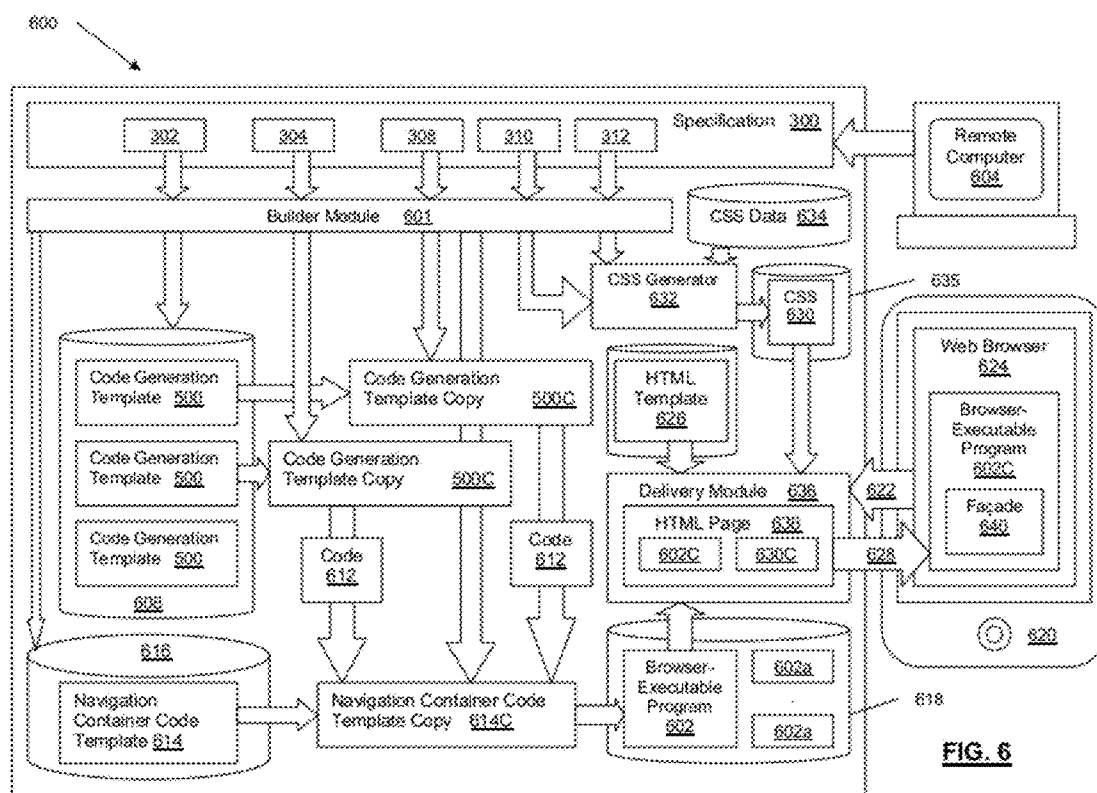 600
Specification 300
302
304
308
310
312
Remote
Computer
604
Builder Module 601
CSS Data 634
CSS Generator
632
CSS
630
635
Code Generation
Template 500
Code Generation
Template Copy 500C
HTML
Template
626
Web Browser
624
Browser-
Executable
Program
602C
Façade
640
Code Generation
Template 500
Code Generation
Template Copy 500C
Delivery Module 636
HTML Page 638
602C
630C
622
628
Code Generation
Template 500
608
Code
612
Code
612
620
616
Navigation
Container Code
Template 614
Navigation Container Code
Template Copy 614C
Browser-
Executable
Program
602
602a
602a
618
FIG. 6